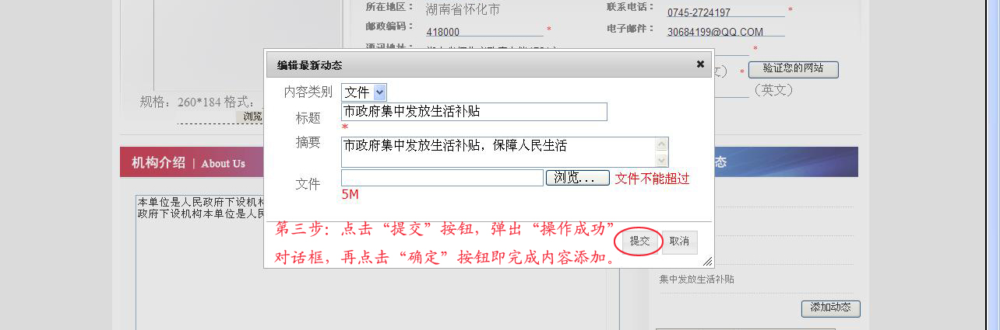 所在地区： 湖南省怀化市 联系电话： 0745-2724197 *
邮政编码： 418000 * 电子邮件： 30684199@QQ.COM
通讯地址： *
编辑最新动态 ✖
文） * 验证您的网站
内容类别 文件 （英文）
规格：260*184 格式：
标题 市政府集中发放生活补贴
浏览 *
摘要 市政府集中发放生活补贴，保障人民生活
机构介绍 | About Us 态
文件 浏览... 文件不能超过
5M
本单位是人民政府下设机构
政府下设机构本单位是人民
第三步：点击“提交”按钮，弹出“操作成功”
提交 取消
对话框，再点击“确定”按钮即完成内容添加。
集中发放生活补贴
添加动态